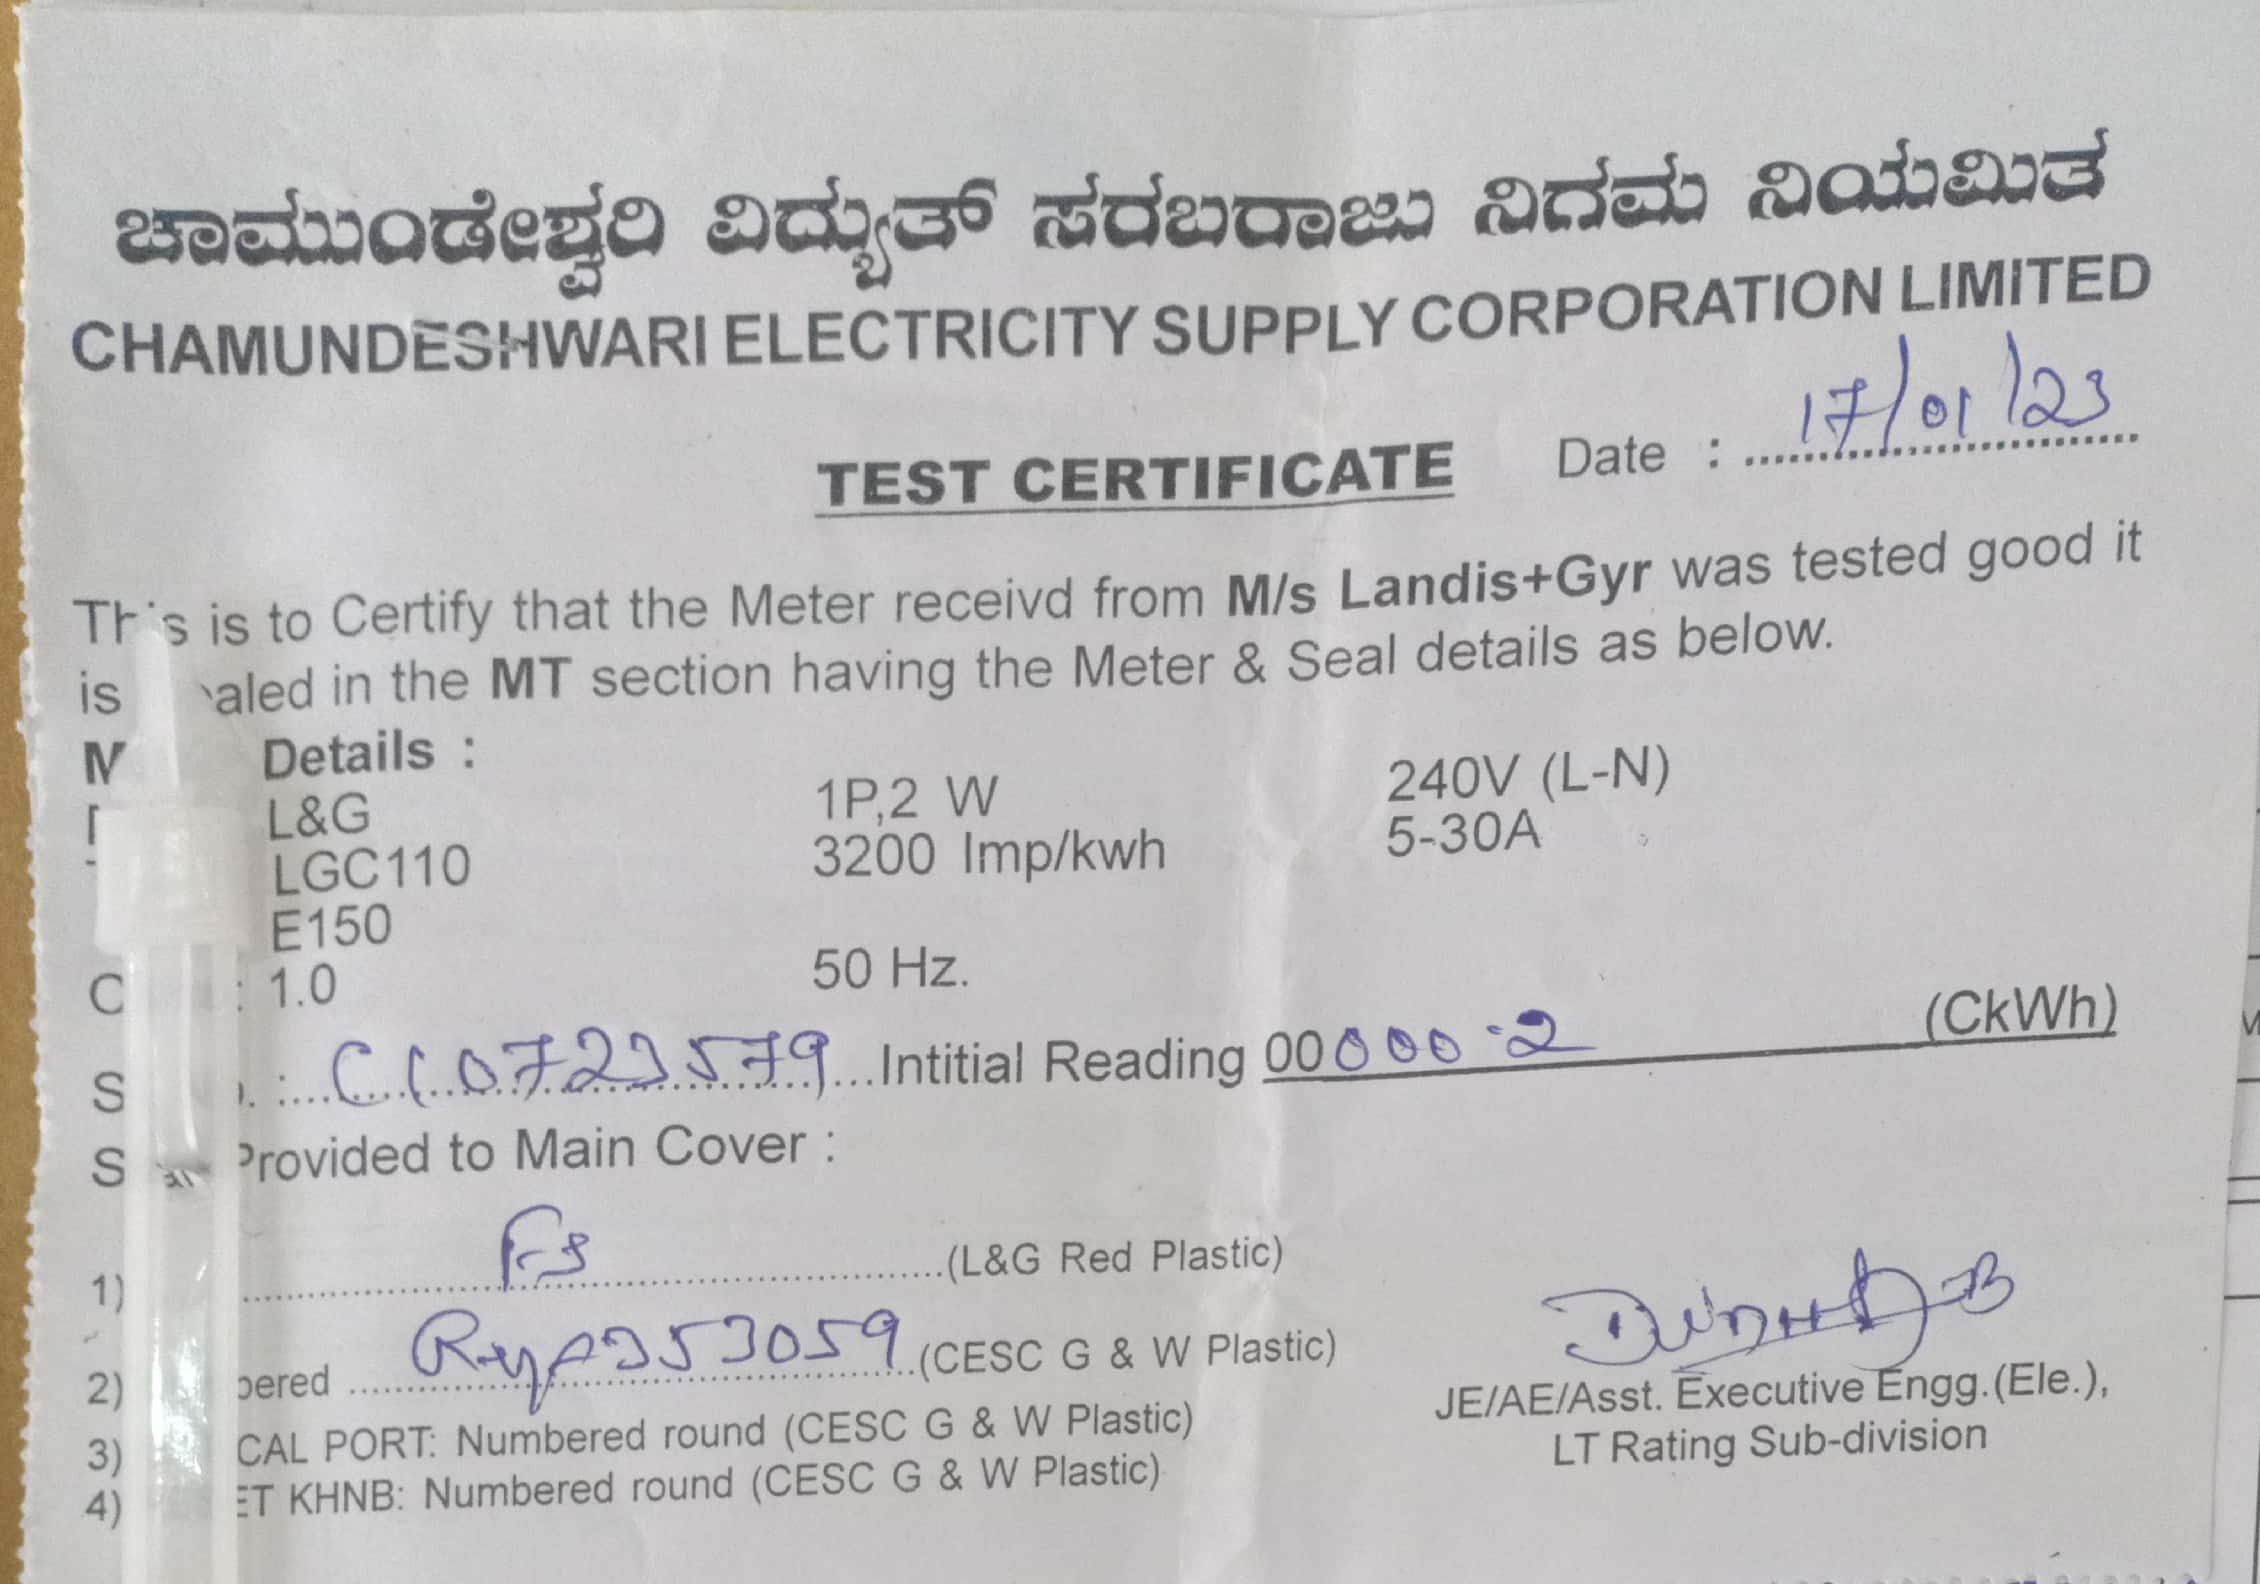 ಚಾಮುಂಡೇಶ್ವರಿ ವಿದ್ಯುತ್ ಸರಬರಾಜು ನಿಗಮ ನಿಯಮಿತ
CHAMUNDESHWARI ELECTRICITY SUPPLY CORPORATION LIMITED
TEST CERTIFICATE Date : 17/01/23
This is to Certify that the Meter receivd from M/s Landis+Gyr was tested good it
is aled in the MT section having the Meter & Seal details as below.
M Details :
L&G 1P,2 W 240V (L-N)
LGC110 3200 Imp/kwh 5-30A
E150
C : 1.0 50 Hz.
S . : CC0723579 Intitial Reading 00000.2 (CkWh)
S Provided to Main Cover :
1) (L&G Red Plastic)
2) bered 353059 (CESC G & W Plastic)
JE/AE/Asst. Executive Engg.(Ele.),
3) CAL PORT: Numbered round (CESC G & W Plastic)
LT Rating Sub-division
4) ET KHNB: Numbered round (CESC G & W Plastic)